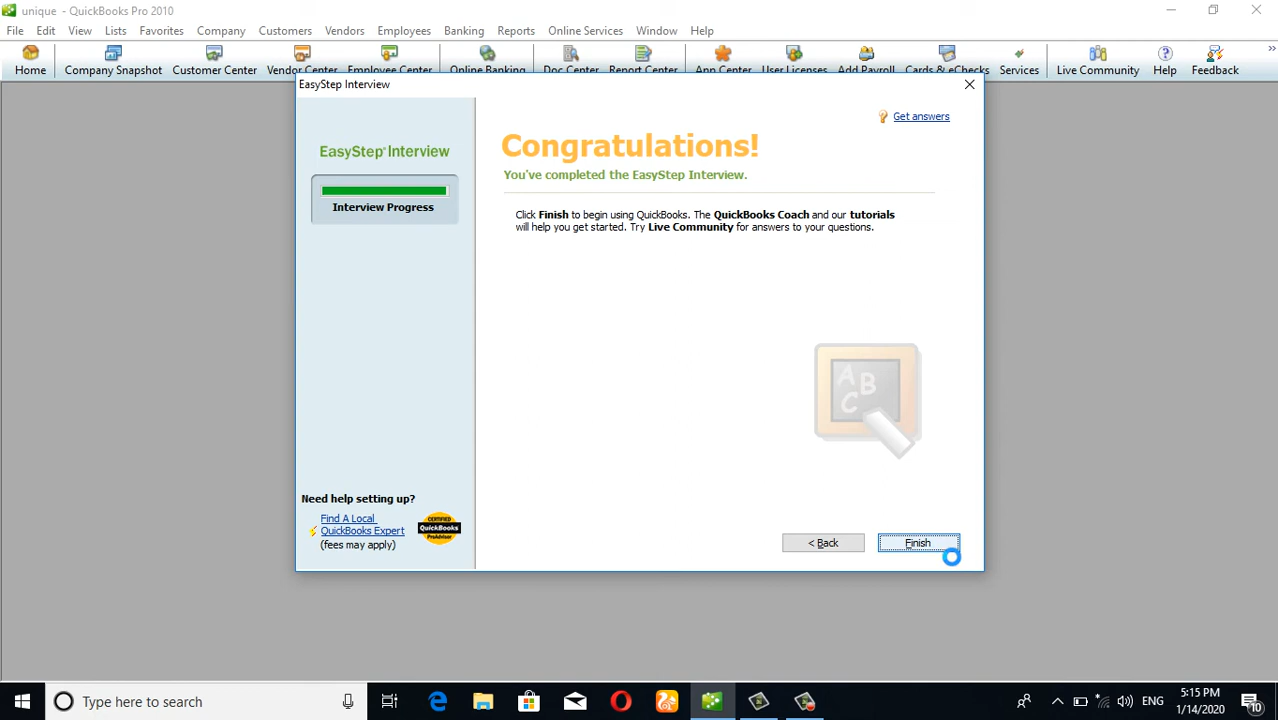 unique - QuickBooks Pro 2010
File Edit View Lists Favorites Company Customers Vendors Employees Banking Reports Online Services Window Help
Home Company Snapshot Customer Center Vendor Center Employee Center Online Banking Doc Center Report Center App Center User Licenses Add Payroll Cards & eChecks Services Live Community Help Feedback
EasyStep Interview
Get answers
EasyStep Interview
Interview Progress
Congratulations!
You've completed the EasyStep Interview.
Click Finish to begin using QuickBooks. The QuickBooks Coach and our tutorials
will help you get started. Try Live Community for answers to your questions.
A B
C
Need help setting up?
Find A Local
QuickBooks Expert
(fees may apply)
CERTIFIED
QuickBooks
ProAdvisor
< Back Finish
Type here to search
ENG
5:15 PM
1/14/2020
10